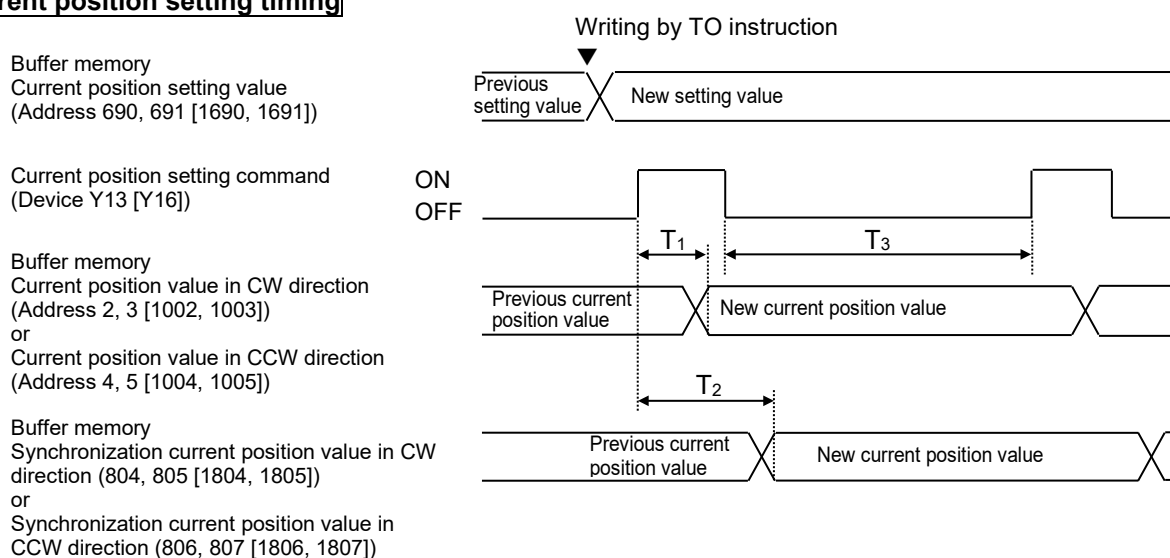 position setting timing
Writing by TO instruction
Buffer memory
Current position setting value
(Address 690, 691 [1690, 1691])
Previous
setting value
New setting value
Current position setting command
(Device Y13 [Y16])
ON
OFF
T1
T3
Buffer memory
Current position value in CW direction
(Address 2, 3 [1002, 1003])
or
Current position value in CCW direction
(Address 4, 5 [1004, 1005])
Previous current
position value
New current position value
T2
Buffer memory
Synchronization current position value in CW
direction (804, 805 [1804, 1805])
or
Synchronization current position value in
CCW direction (806, 807 [1806, 1807])
Previous current
position value
New current position value